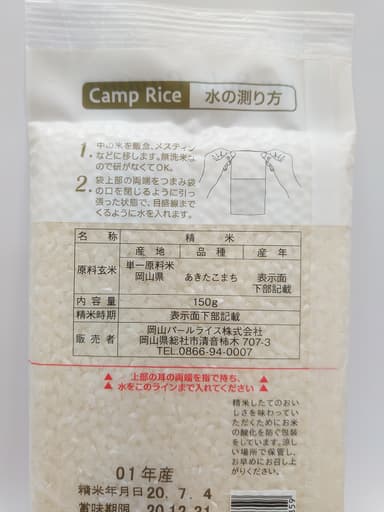 Camp Rice 水の測り方
1. 中の米を飯盒、メスティン
などに移します。無洗米な
ので研がなくてOK。
2. 袋上部の両端をつまみ袋
の口を閉じるように引っ
張った状態で、目盛線まで
くるように水を入れます。
名 称 精 米
産 地 品 種 産 年
原料玄米 単一原料米
岡山県 あきたこまち 表示面
下部記載
内 容 量 150g
精米時期 表示面下部記載
販 売 者 岡山パールライス株式会社
岡山県総社市清音柿木 707-3
TEL.0866-94-0007
▲ 上部の耳の両端を指で持ち、 ▲
▲ 水をこのラインまで入れてください ▲
精米したてのおい
しさを味わってい
ただくためにお米
の酸化を防ぐ包装
をしています。涼し
い場所で保管し、
お早めにお召し上
がりください。
01年産
精米年月日 20. 7. 4
賞味期限 20.12.31